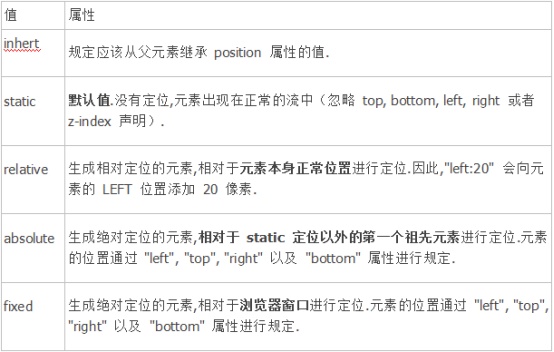 值 属性
inhert 规定应该从父元素继承 position 属性的值.
static 默认值.没有定位,元素出现在正常的流中（忽略 top, bottom, left, right 或者
z-index 声明）.
relative 生成相对定位的元素,相对于元素本身正常位置进行定位.因此,"left:20" 会向元
素的 LEFT 位置添加 20 像素.
absolute 生成绝对定位的元素,相对于 static 定位以外的第一个祖先元素进行定位.元素
的位置通过 "left", "top", "right" 以及 "bottom" 属性进行规定.
fixed 生成绝对定位的元素,相对于浏览器窗口进行定位.元素的位置通过 "left", "top",
"right" 以及 "bottom" 属性进行规定.